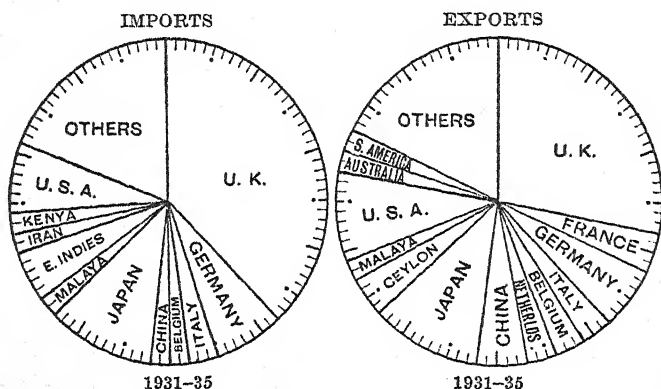 IMPORTS
OTHERS
U. K.
U. S. A.
KENYA
IRAN
E. INDIES
MALAYA
JAPAN
CHINA
BELGIUM
ITALY
GERMANY
1931-35
EXPORTS
OTHERS
S. AMERICA
AUSTRALIA
U. K.
U. S. A.
MALAYA
CEYLON
JAPAN
CHINA
NETHERLDS.
BELGIUM
ITALY
GERMANY
FRANCE
1931-35